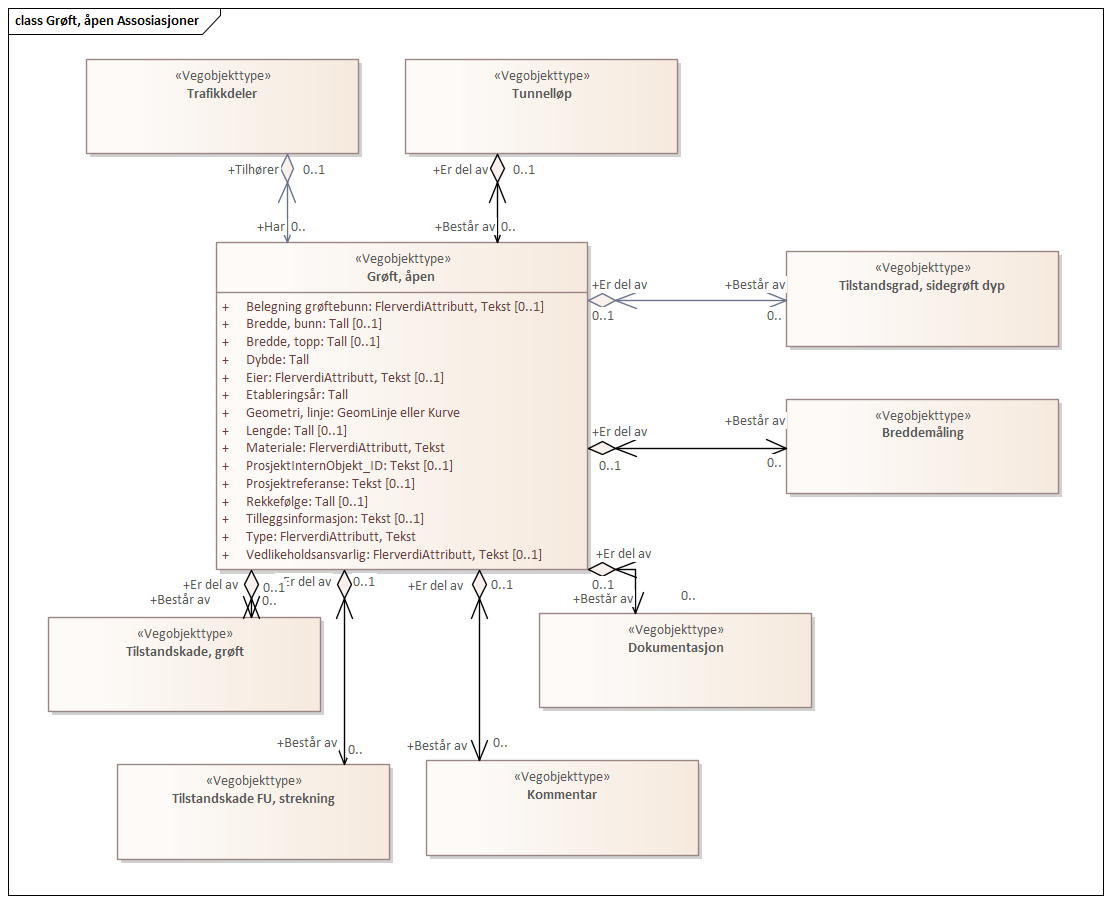 class Grøft, åpen Assosiasjoner
«Vegobjekttype»
Trafikkdeler
«Vegobjekttype»
Tunnelløp
+Tilhører 0..1
+Er del av 0..1
+Har 0..
+Består av 0..
«Vegobjekttype»
Grøft, åpen
+ Belegning grøftebunn: FlerverdiAttributt, Tekst [0..1]
+ Bredde, bunn: Tall [0..1]
+ Bredde, topp: Tall [0..1]
+ Dybde: Tall
+ Eier: FlerverdiAttributt, Tekst [0..1]
+ Etableringsår: Tall
+ Geometri, linje: GeomLinje eller Kurve
+ Lengde: Tall [0..1]
+ Materiale: FlerverdiAttributt, Tekst
+ ProsjektInternObjekt_ID: Tekst [0..1]
+ Prosjektreferanse: Tekst [0..1]
+ Rekkefølge: Tall [0..1]
+ Tilleggsinformasjon: Tekst [0..1]
+ Type: FlerverdiAttributt, Tekst
+ Vedlikeholdsansvarlig: FlerverdiAttributt, Tekst [0..1]
+Er del av
0..1
+Består av
0..
«Vegobjekttype»
Tilstandsgrad, sidegrøft dyp
+Er del av
0..1
+Består av
0..
«Vegobjekttype»
Breddemåling
+Er del av
0..1
+Består av
0..
«Vegobjekttype»
Dokumentasjon
+Er del av 0..1
+Består av 0..
«Vegobjekttype»
Tilstandskade, grøft
Er del av 0..1
+Består av 0..
«Vegobjekttype»
Tilstandskade FU, strekning
+Er del av 0..1
+Består av 0..
«Vegobjekttype»
Kommentar